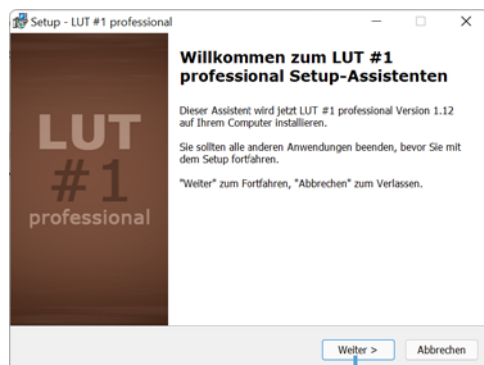 Setup - LUT #1 professional
Willkommen zum LUT #1
professional Setup-Assistenten
LUT
#1
professional
Dieser Assistent wird jetzt LUT #1 professional Version 1.12
auf Ihrem Computer installieren.
Sie sollten alle anderen Anwendungen beenden, bevor Sie mit
dem Setup fortfahren.
"Weiter" zum Fortfahren, "Abbrechen" zum Verlassen.
Weiter >
Abbrechen